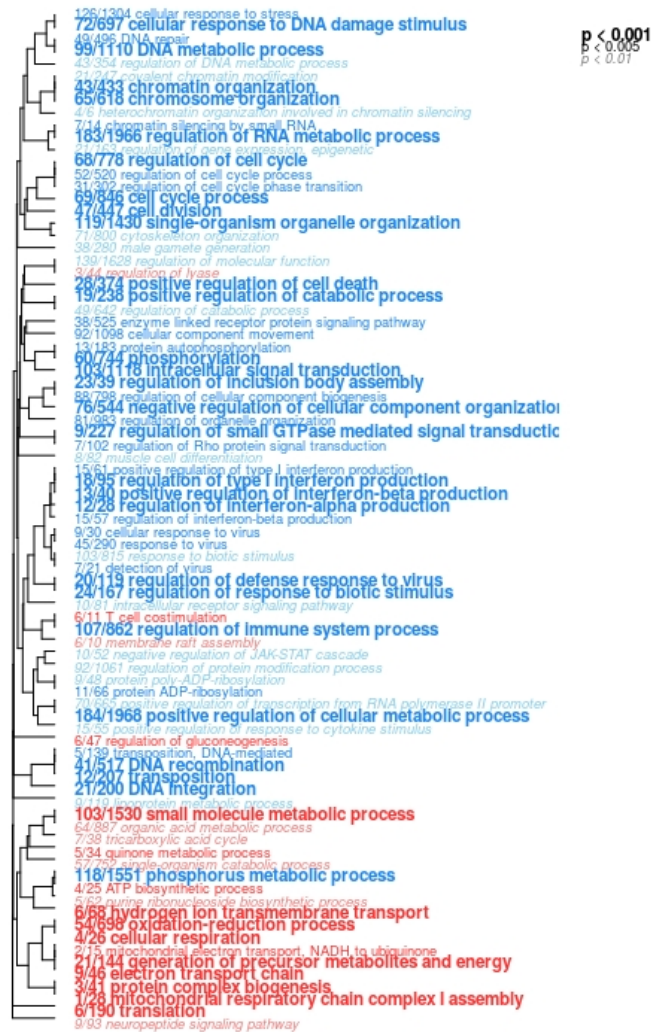 126/1304 cellular response to stress
72/697 cellular response to DNA damage stimulus
49/496 DNA repair
99/1110 DNA metabolic process
43/354 regulation of DNA metabolic process
21/247 covalent chromatin modification
43/433 chromatin organization
65/618 chromosome organization
4/6 heterochromatin organization involved in chromatin silencing
7/14 chromatin silencing by small RNA
183/1966 regulation of RNA metabolic process
21/163 regulation of gene expression, epigenetic
68/778 regulation of cell cycle
52/520 regulation of cell cycle process
31/302 regulation of cell cycle phase transition
69/846 cell cycle process
47/447 cell division
119/1430 single-organism organelle organization
71/800 cytoskeleton organization
38/280 male gamete generation
139/1628 regulation of molecular function
3/44 regulation of lyase
28/374 positive regulation of cell death
19/238 positive regulation of catabolic process
49/642 regulation of catabolic process
38/525 enzyme linked receptor protein signaling pathway
92/1098 cellular component movement
13/183 protein autophosphorylation
60/744 phosphorylation
103/1118 intracellular signal transduction
23/39 regulation of inclusion body assembly
88/798 regulation of cellular component biogenesis
76/544 negative regulation of cellular component organizatio
81/983 regulation of organelle organization
9/227 regulation of small GTPase mediated signal transductic
7/102 regulation of Rho protein signal transduction
8/82 muscle cell differentiation
15/61 positive regulation of type I interferon production
18/95 regulation of type I interferon production
13/40 positive regulation of interferon-beta production
12/28 regulation of interferon-alpha production
15/57 regulation of interferon-beta production
9/30 cellular response to virus
45/290 response to virus
103/815 response to biotic stimulus
7/21 detection of virus
20/119 regulation of defense response to virus
24/167 regulation of response to biotic stimulus
10/81 intracellular receptor signaling pathway
6/11 T cell costimulation
107/862 regulation of immune system process
6/10 membrane raft assembly
10/52 negative regulation of JAK-STAT cascade
92/1061 regulation of protein modification process
9/48 protein poly-ADP-ribosylation
11/66 protein ADP-ribosylation
70/665 positive regulation of transcription from RNA polymerase II promoter
184/1968 positive regulation of cellular metabolic process
15/55 positive regulation of response to cytokine stimulus
6/47 regulation of gluconeogenesis
5/139 transposition, DNA-mediated
41/517 DNA recombination
12/207 transposition
21/200 DNA integration
9/119 lipoprotein metabolic process
103/1530 small molecule metabolic process
64/887 organic acid metabolic process
7/38 tricarboxylic acid cycle
5/34 quinone metabolic process
57/752 single-organism catabolic process
118/1551 phosphorus metabolic process
4/25 ATP biosynthetic process
5/62 purine ribonucleoside biosynthetic process
6/68 hydrogen ion transmembrane transport
54/698 oxidation-reduction process
4/26 cellular respiration
2/15 mitochondrial electron transport, NADH to ubiquinone
21/144 generation of precursor metabolites and energy
9/46 electron transport chain
3/41 protein complex biogenesis
1/28 mitochondrial respiratory chain complex I assembly
6/190 translation
9/93 neuropeptide signaling pathway
p < 0.001
p < 0.005
p < 0.01